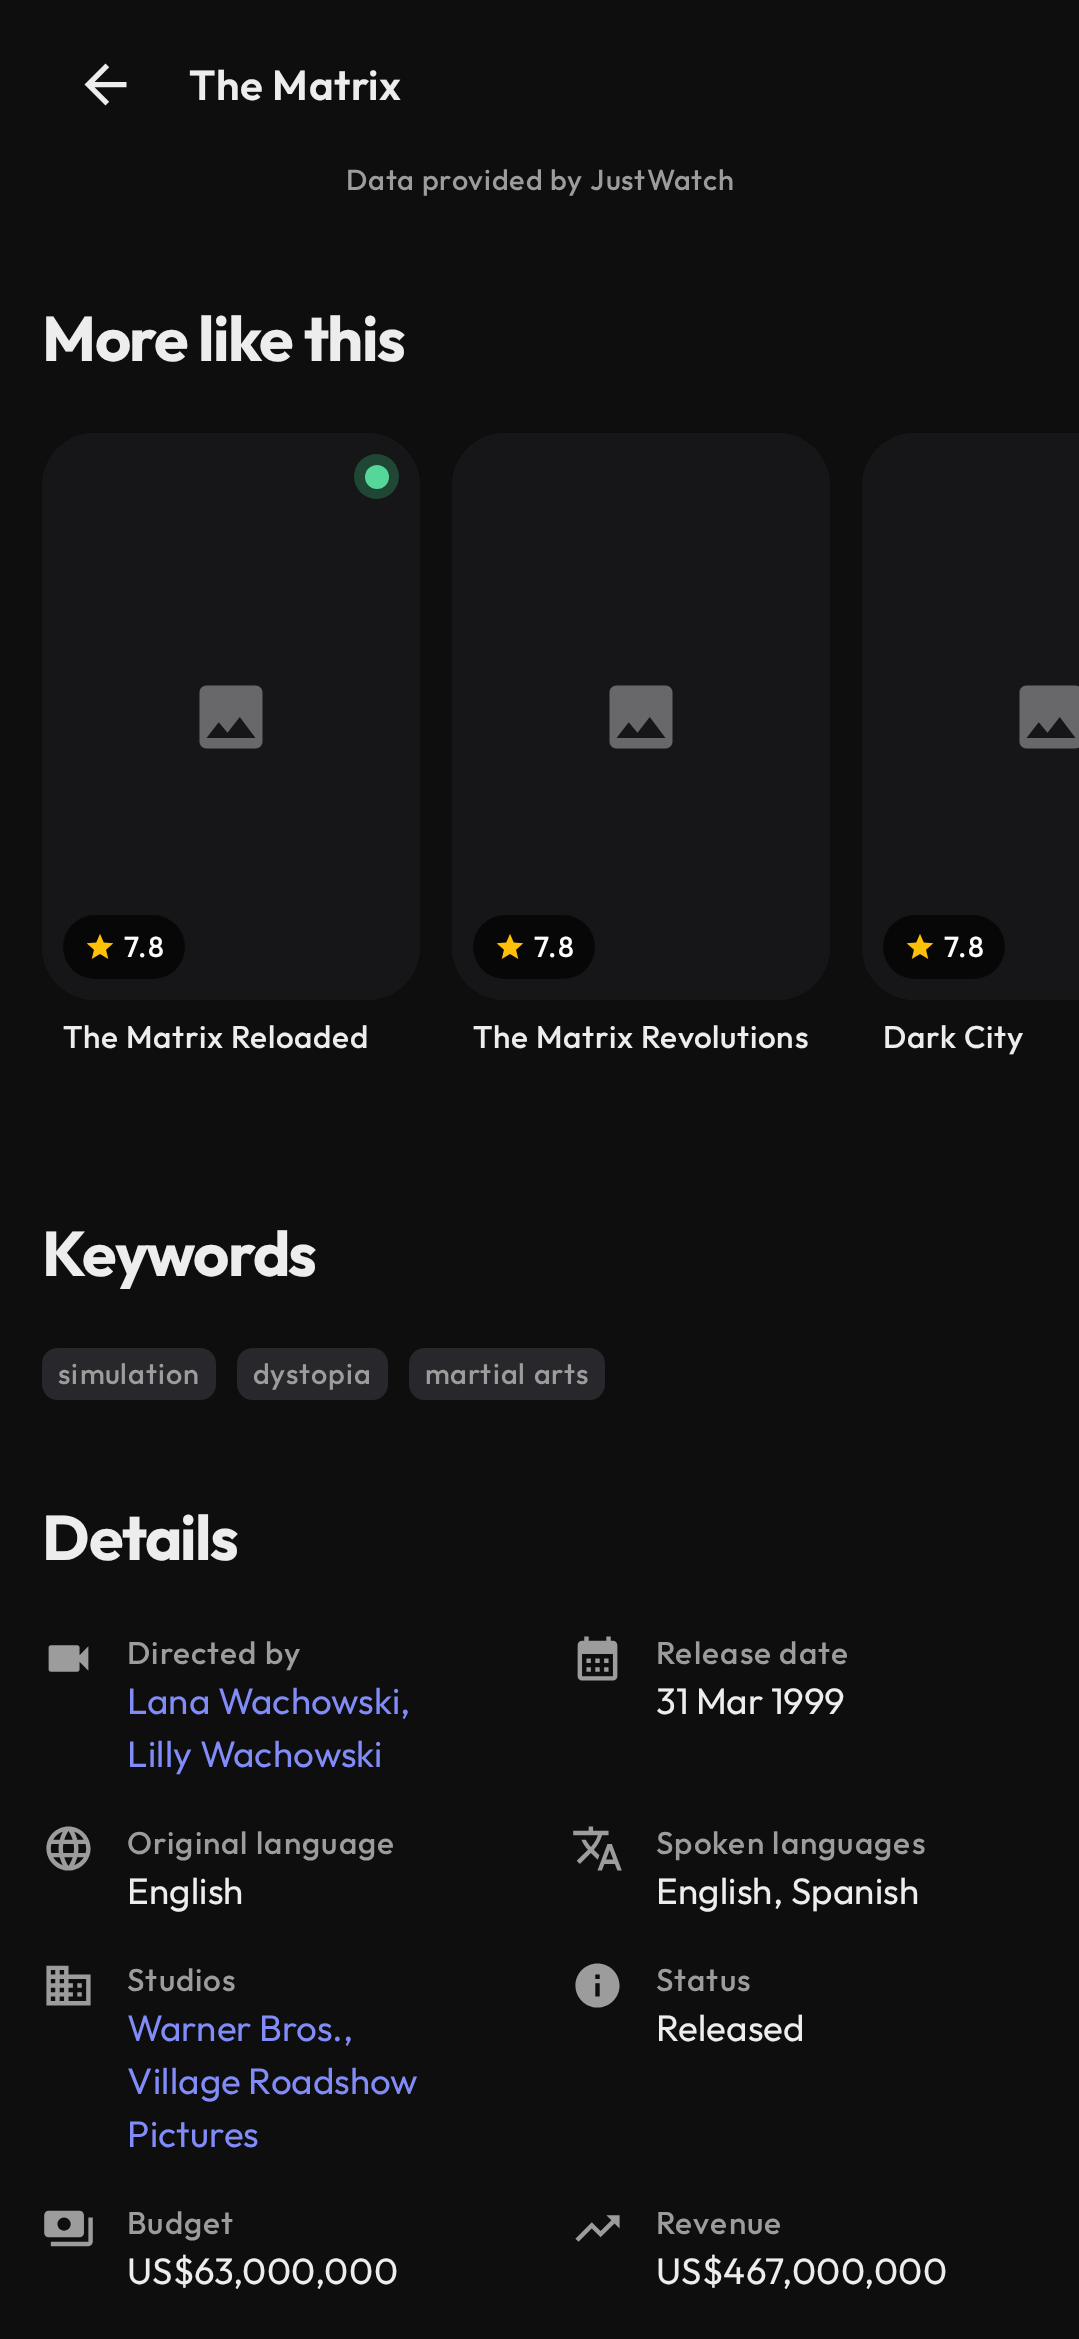 The Matrix
Data provided by JustWatch
More like this
7.8
7.8
7.8
The Matrix Reloaded
The Matrix Revolutions
Dark City
Keywords
simulation
dystopia
martial arts
Details
Directed by
Lana Wachowski,
Lilly Wachowski
Release date
31 Mar 1999
Original language
English
Spoken languages
English, Spanish
Studios
Warner Bros.,
Village Roadshow
Pictures
Status
Released
Budget
US$63,000,000
Revenue
US$467,000,000